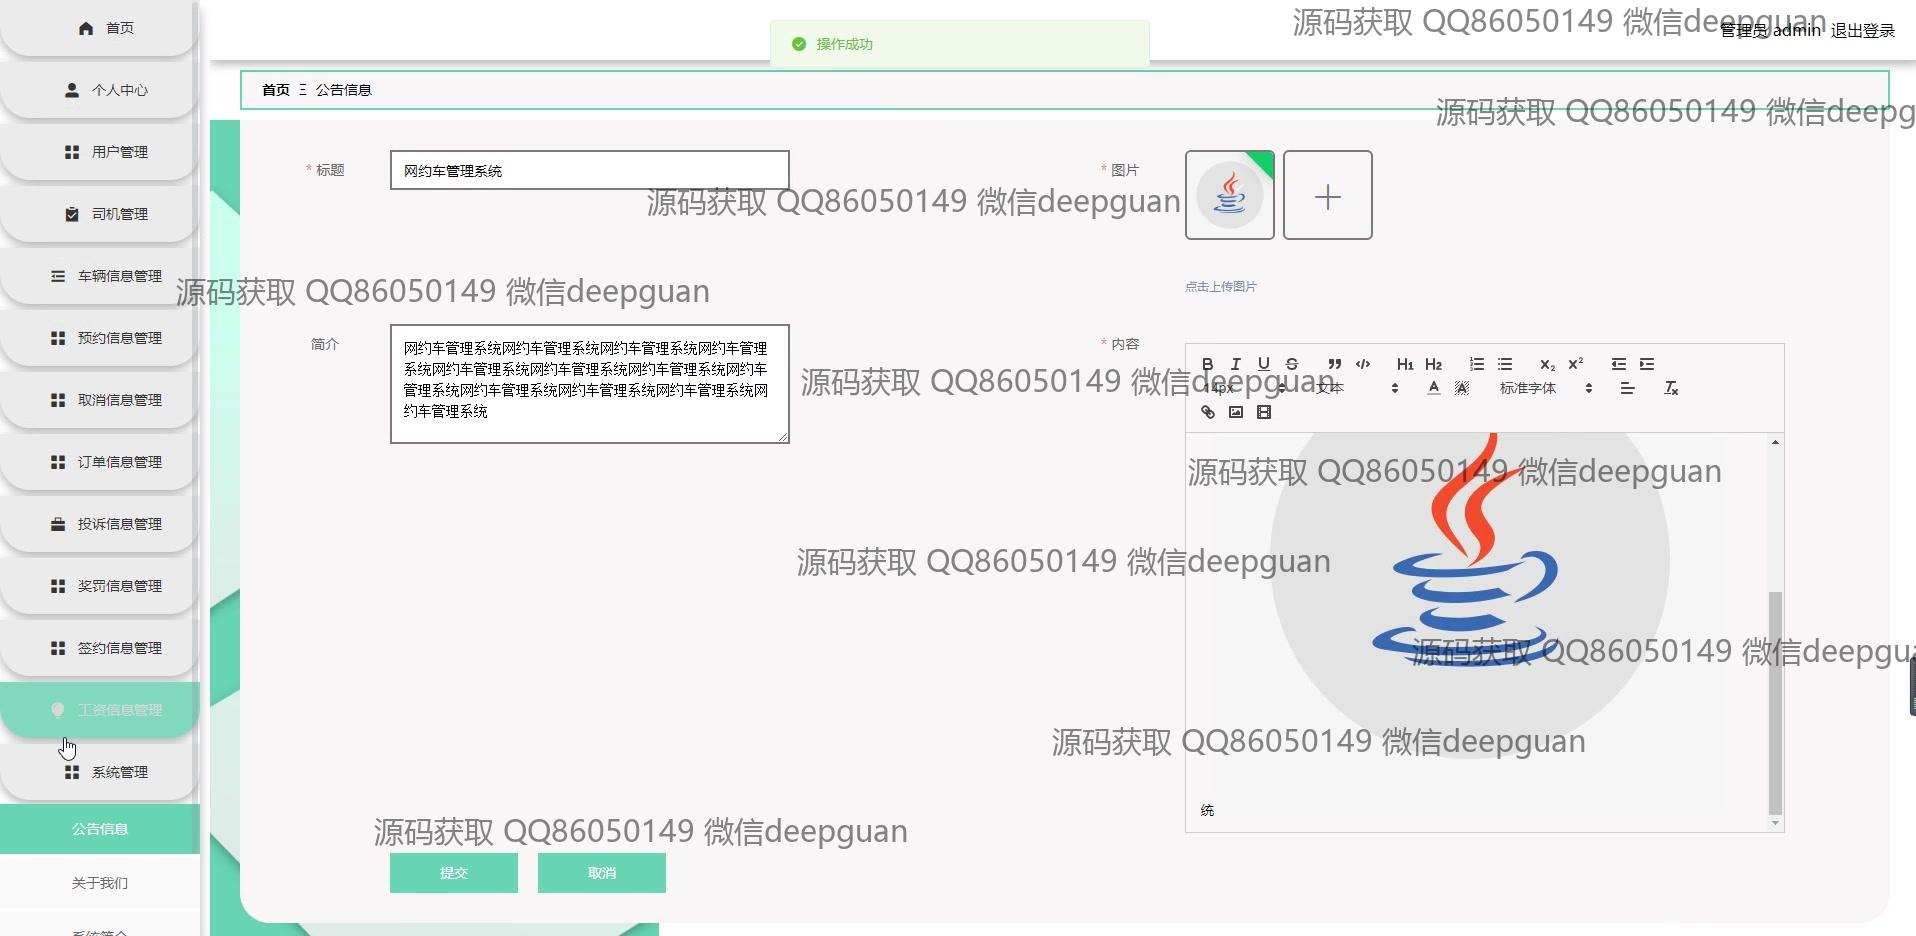 首页
个人中心
用户管理
司机管理
车辆信息管理
预约信息管理
取消信息管理
订单信息管理
投诉信息管理
奖罚信息管理
签约信息管理
工资信息管理
系统管理
公告信息
关于我们
系统简介
操作成功
源码获取 QQ86050149 微信deepguan
管理员 admin 退出登录
首页 Ξ 公告信息
源码获取 QQ86050149 微信deepg
* 标题
网约车管理系统
* 图片
源码获取 QQ86050149 微信deepguan
点击上传图片
源码获取 QQ86050149 微信deepguan
简介
网约车管理系统网约车管理系统网约车管理系统网约车管理
系统网约车管理系统网约车管理系统网约车管理系统网约车
管理系统网约车管理系统网约车管理系统网约车管理系统网
约车管理系统
* 内容
B I U S H1 H2 X2 X2
14px 文本 A A 标准字体
源码获取 QQ86050149 微信deepguan
源码获取 QQ86050149 微信deepguan
源码获取 QQ86050149 微信deepguan
源码获取 QQ86050149 微信deepgu
源码获取 QQ86050149 微信deepguan
统
源码获取 QQ86050149 微信deepguan
提交 取消